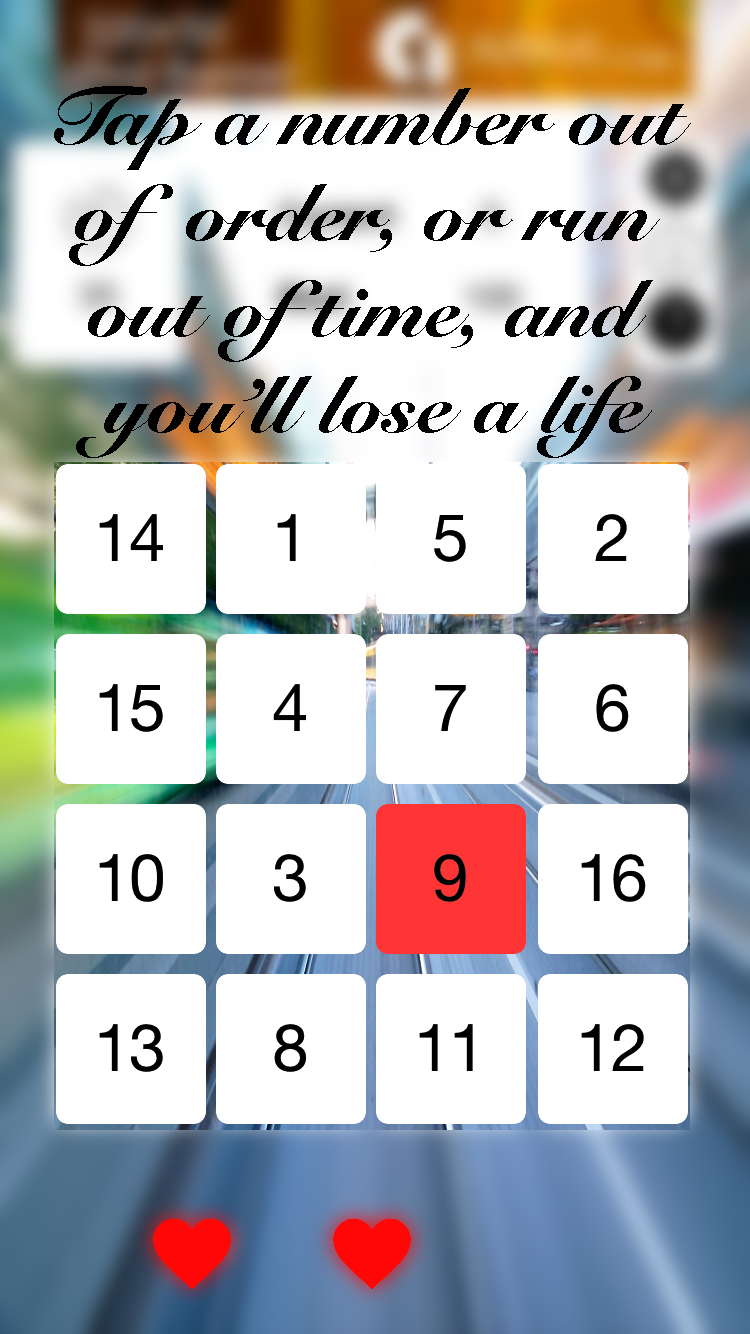 Tap a number out
of order, or run
out of time, and
you'll lose a life
14 1 5 2
15 4 7 6
10 3 9 16
13 8 11 12